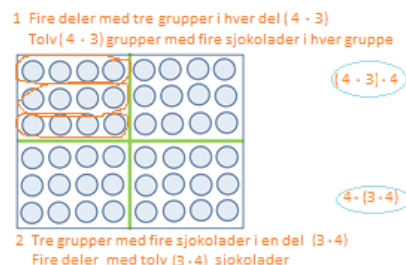 1 Fire deler med tre grupper i hver del (4 · 3)
Tolv (4 · 3) grupper med fire sjokolader i hver gruppe
(4 · 3) · 4
4 · (3 · 4)
2 Tre grupper med fire sjokolader i en del (3 · 4)
Fire deler med tolv (3 · 4) sjokolader